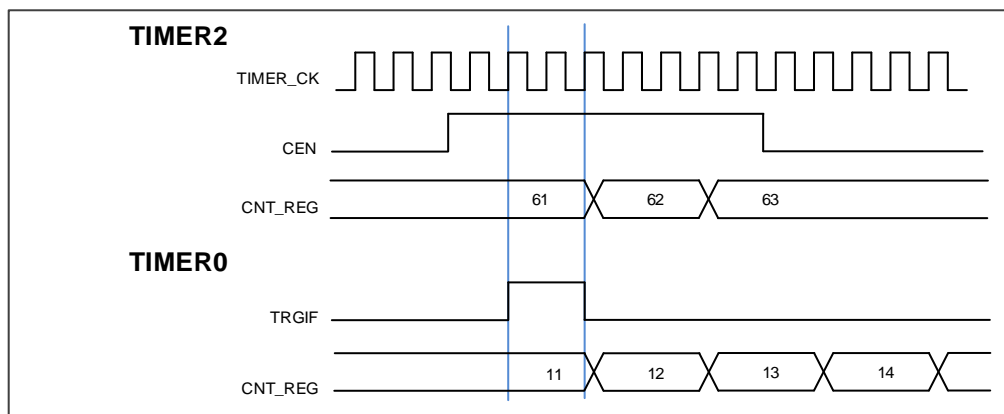 TIMER2
TIMER_CK
CEN
CNT_REG 61 62 63
TIMER0
TRGIF
CNT_REG 11 12 13 14